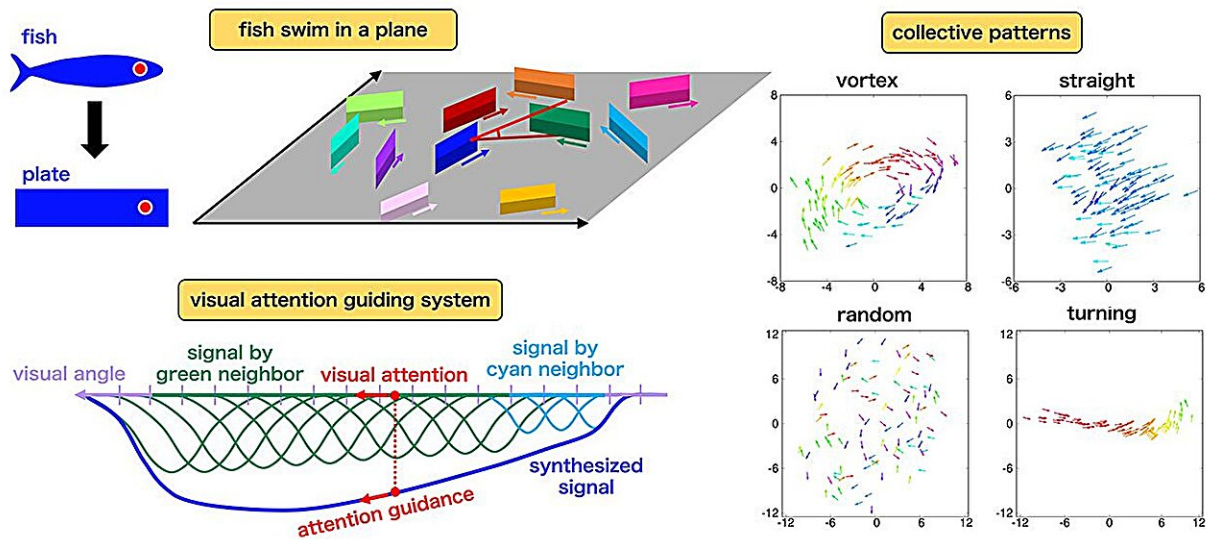 fish swim in a plane
fish
plate
visual attention guiding system
visual angle
signal by
green neighbor
visual attention
signal by
cyan neighbor
synthesized
signal
attention guidance
collective patterns
vortex
8
4
0
-4
-8
-8 -4 0 4 8
straight
6
3
0
-3
-6
-6 -3 0 3 6
random
12
6
0
-6
-12
-12 -6 0 6 12
turning
12
6
0
-6
-12
-12 -6 0 6 12